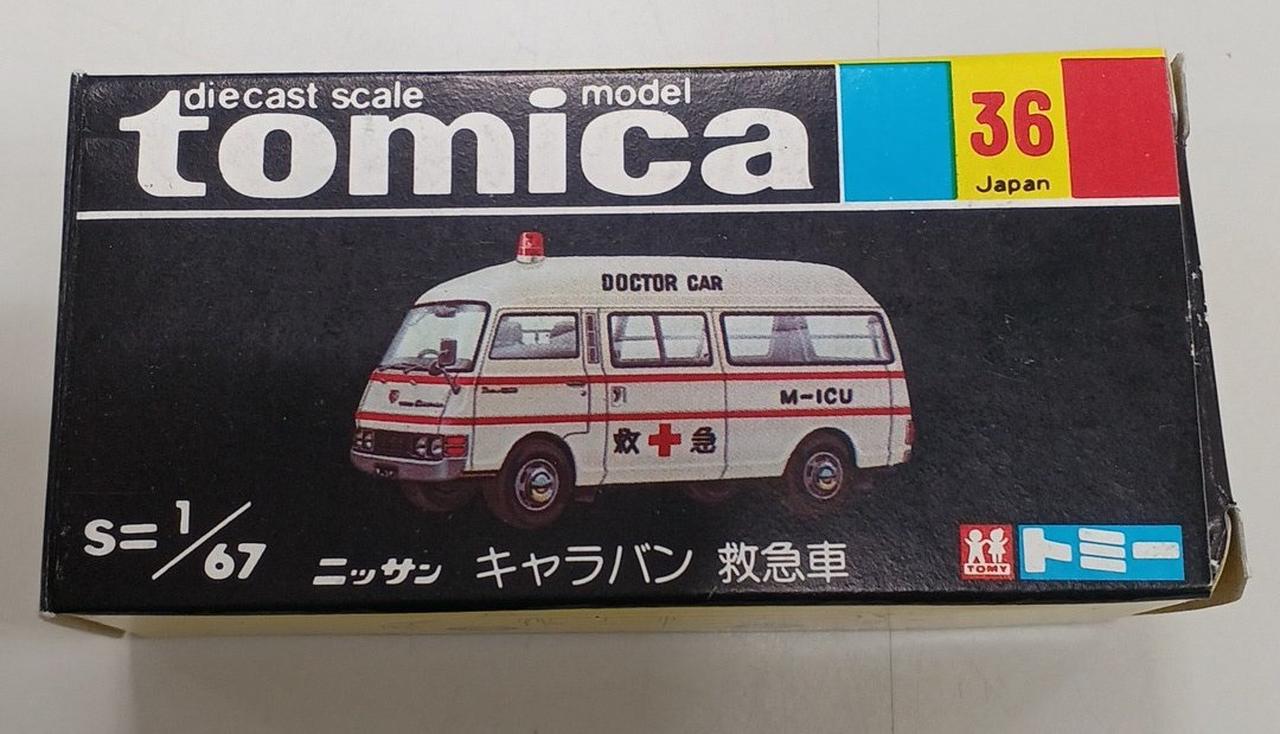 diecast scale model
tomica
36
Japan
DOCTOR CAR
M-ICU
救急
S=1/67
ニッサン キャラバン 救急車
TOMY
トミー